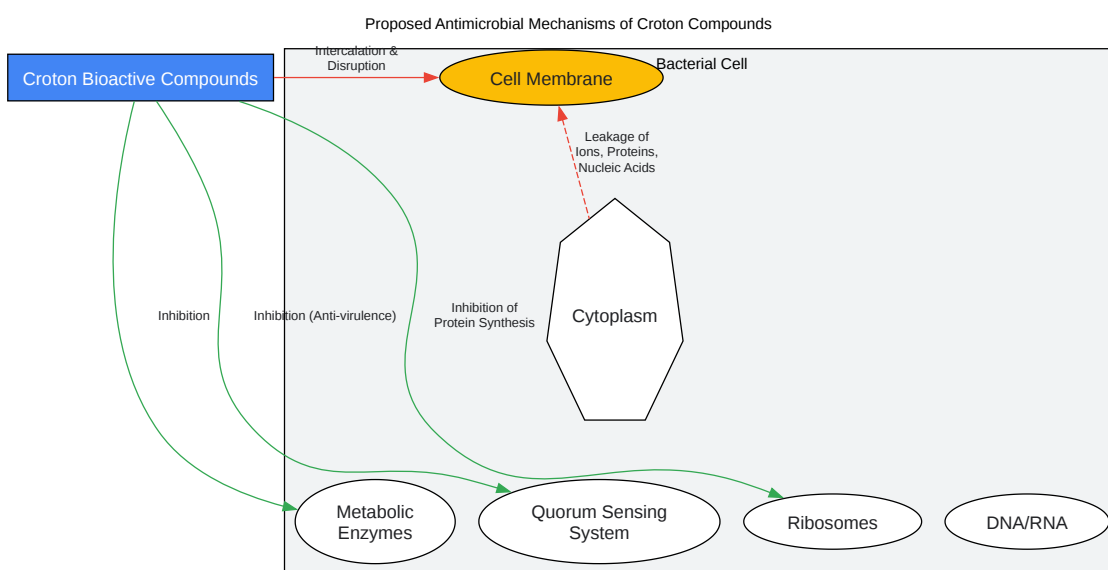 Proposed Antimicrobial Mechanisms of Croton Compounds
Intercalation &
Disruption
Croton Bioactive Compounds
Cell Membrane
Bacterial Cell
Leakage of
Ions, Proteins,
Nucleic Acids
Inhibition
Inhibition (Anti-virulence)
Inhibition of
Protein Synthesis
Cytoplasm
Metabolic
Enzymes
Quorum Sensing
System
Ribosomes
DNA/RNA